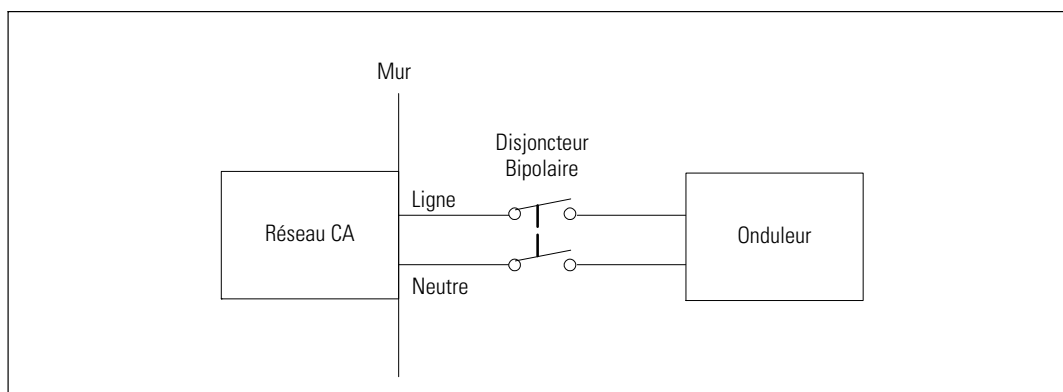 Mur
Disjoncteur
Bipolaire
Ligne
Réseau CA
Onduleur
Neutre